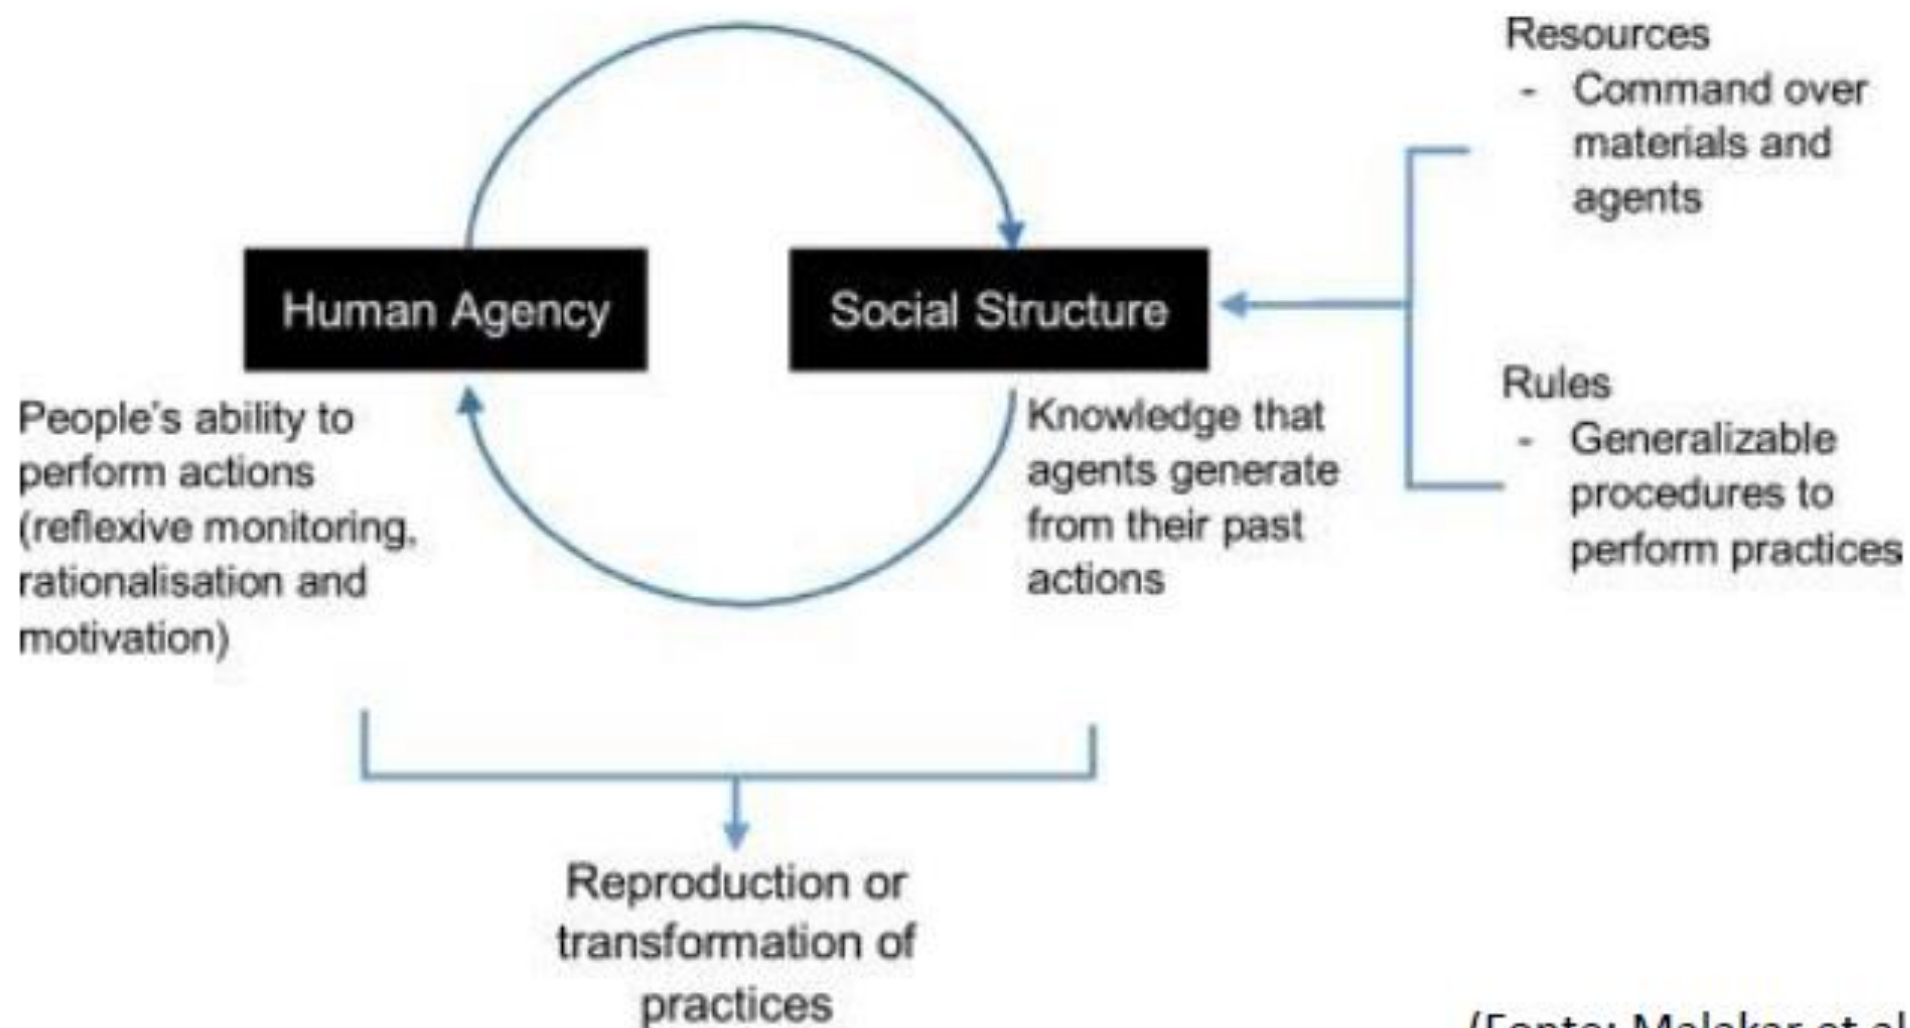 Resources
- Command over
materials and
agents
Human Agency
Social Structure
Rules
- Generalizable
procedures to
perform practices
People's ability to
perform actions
(reflexive monitoring,
rationalisation and
motivation)
Knowledge that
agents generate
from their past
actions
Reproduction or
transformation of
practices